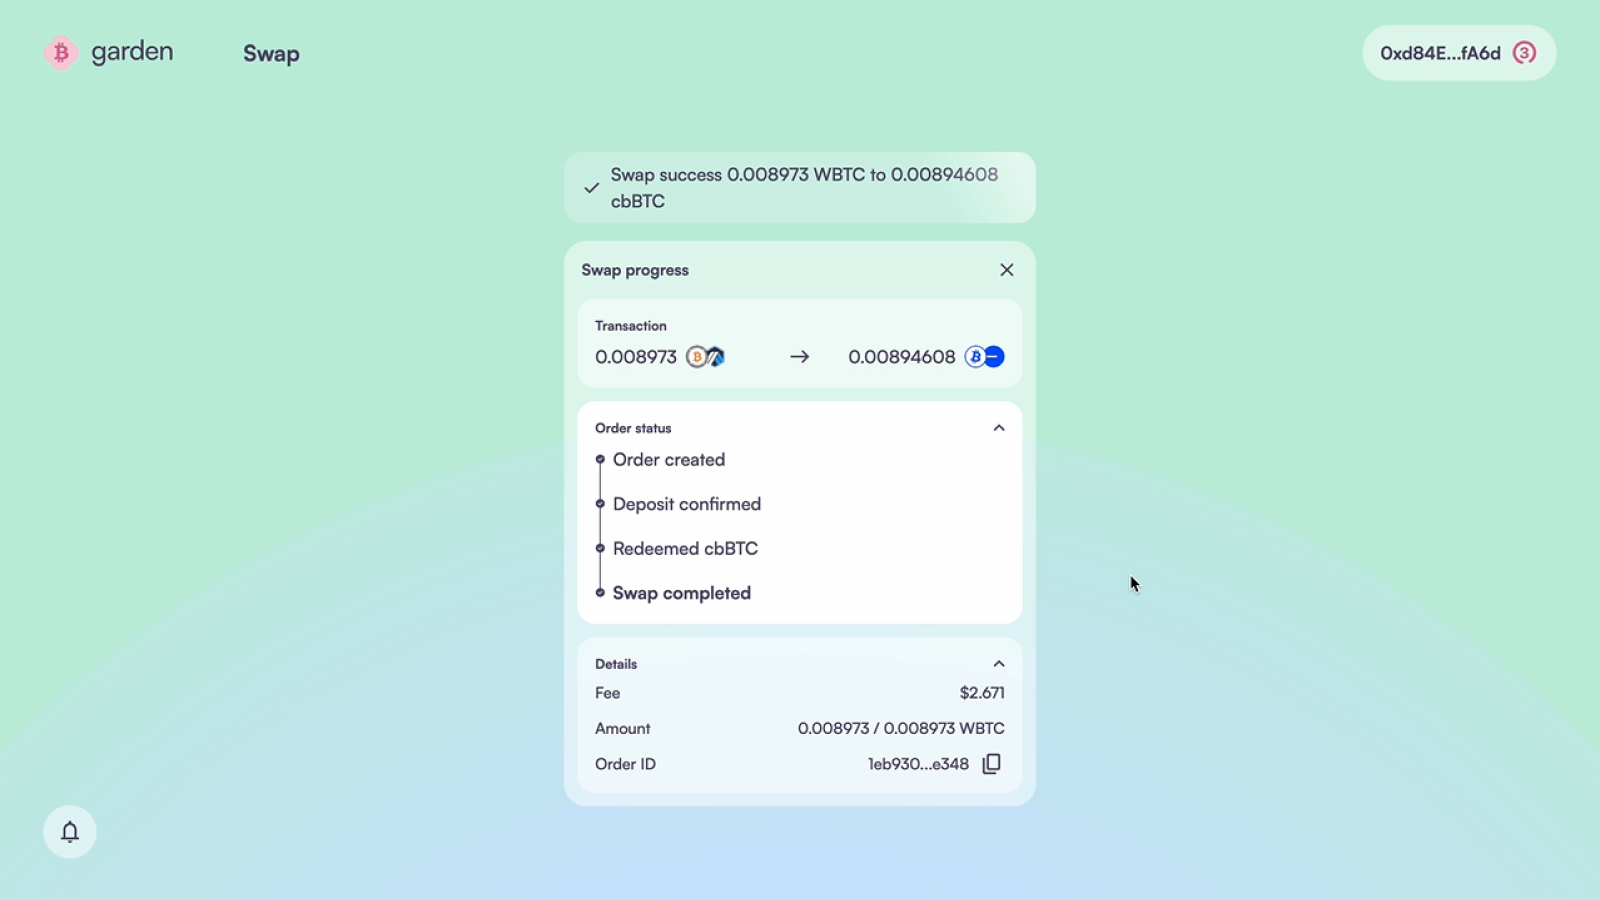 garden
Swap
0xd84E...fA6d
3
Swap success 0.008973 WBTC to 0.00894608
cbBTC
Swap progress
Transaction
0.008973
0.00894608
Order status
Order created
Deposit confirmed
Redeemed cbBTC
Swap completed
Details
Fee
$2.671
Amount
0.008973 / 0.008973 WBTC
Order ID
1eb930...e348